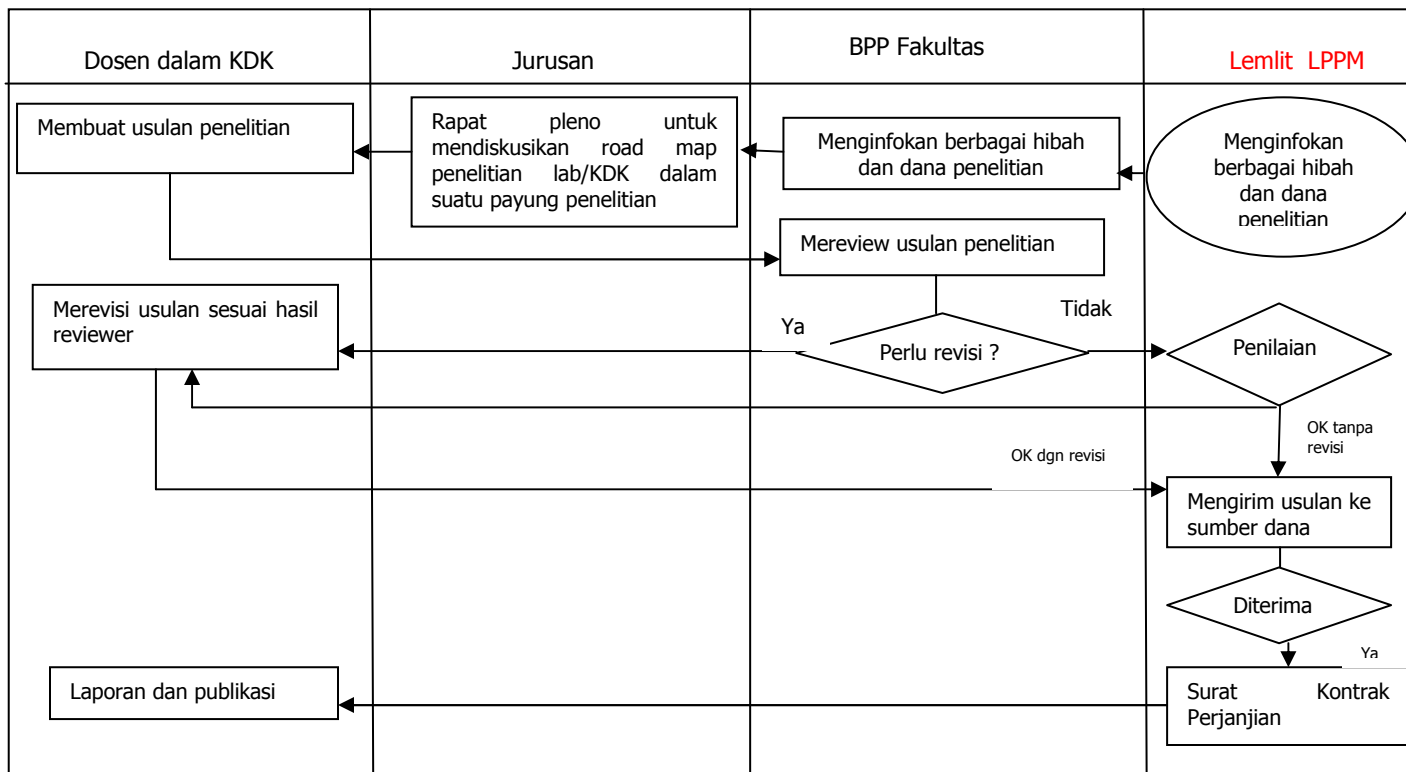 Dosen dalam KDK
Jurusan
BPP Fakultas
Lemlit LPPM
Membuat usulan penelitian
Rapat pleno untuk
mendiskusikan road map
penelitian lab/KDK dalam
suatu payung penelitian
Menginfokan berbagai hibah
dan dana penelitian
Menginfokan
berbagai hibah
dan dana
penelitian
Mereview usulan penelitian
Merevisi usulan sesuai hasil
reviewer
Ya
Perlu revisi ?
Tidak
Penilaian
OK tanpa
revisi
OK dgn revisi
Mengirim usulan ke
sumber dana
Diterima
Ya
Laporan dan publikasi
Surat Kontrak
Perjanjian